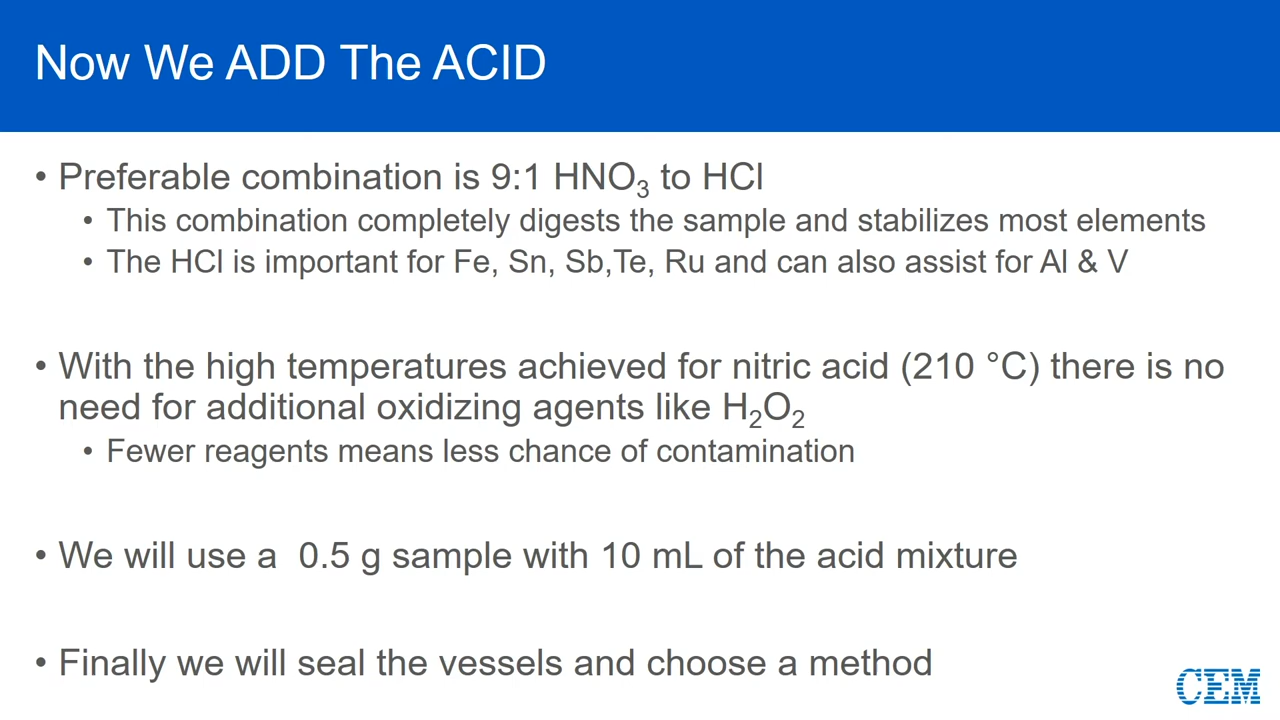 Now We ADD The ACID
• Preferable combination is 9:1 HNO₃ to HCl
• This combination completely digests the sample and stabilizes most elements
• The HCl is important for Fe, Sn, Sb,Te, Ru and can also assist for Al & V
• With the high temperatures achieved for nitric acid (210 °C) there is no
need for additional oxidizing agents like H₂O₂
• Fewer reagents means less chance of contamination
• We will use a  0.5 g sample with 10 mL of the acid mixture
• Finally we will seal the vessels and choose a method
CEM